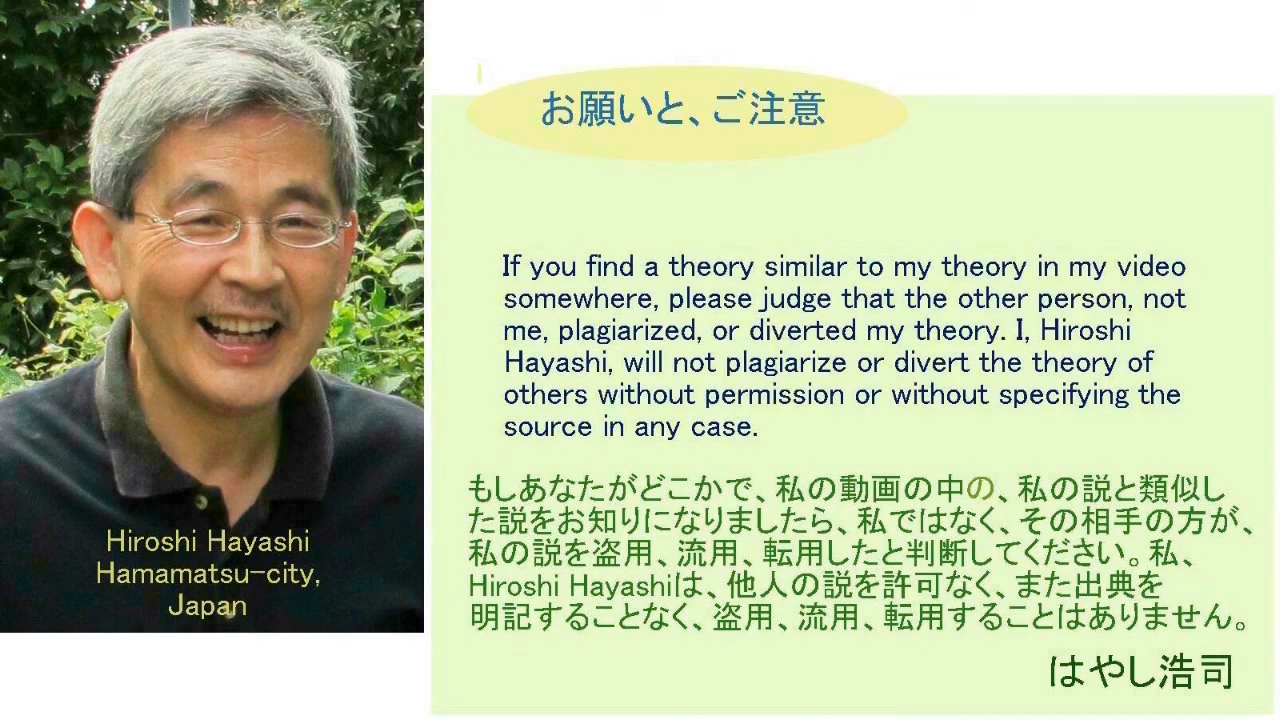 お願いと、ご注意
If you find a theory similar to my theory in my video
somewhere, please judge that the other person, not
me, plagiarized, or diverted my theory. I, Hiroshi
Hayashi, will not plagiarize or divert the theory of
others without permission or without specifying the
source in any case.
もしあなたがどこかで、私の動画の中の、私の説と類似し
た説をお知りになりましたら、私ではなく、その相手の方が、
私の説を盗用、流用、転用したと判断してください。私、
Hiroshi Hayashiは、他人の説を許可なく、また出典を
明記することなく、盗用、流用、転用することはありません。
はやし浩司
Hiroshi Hayashi
Hamamatsu-city,
Japan